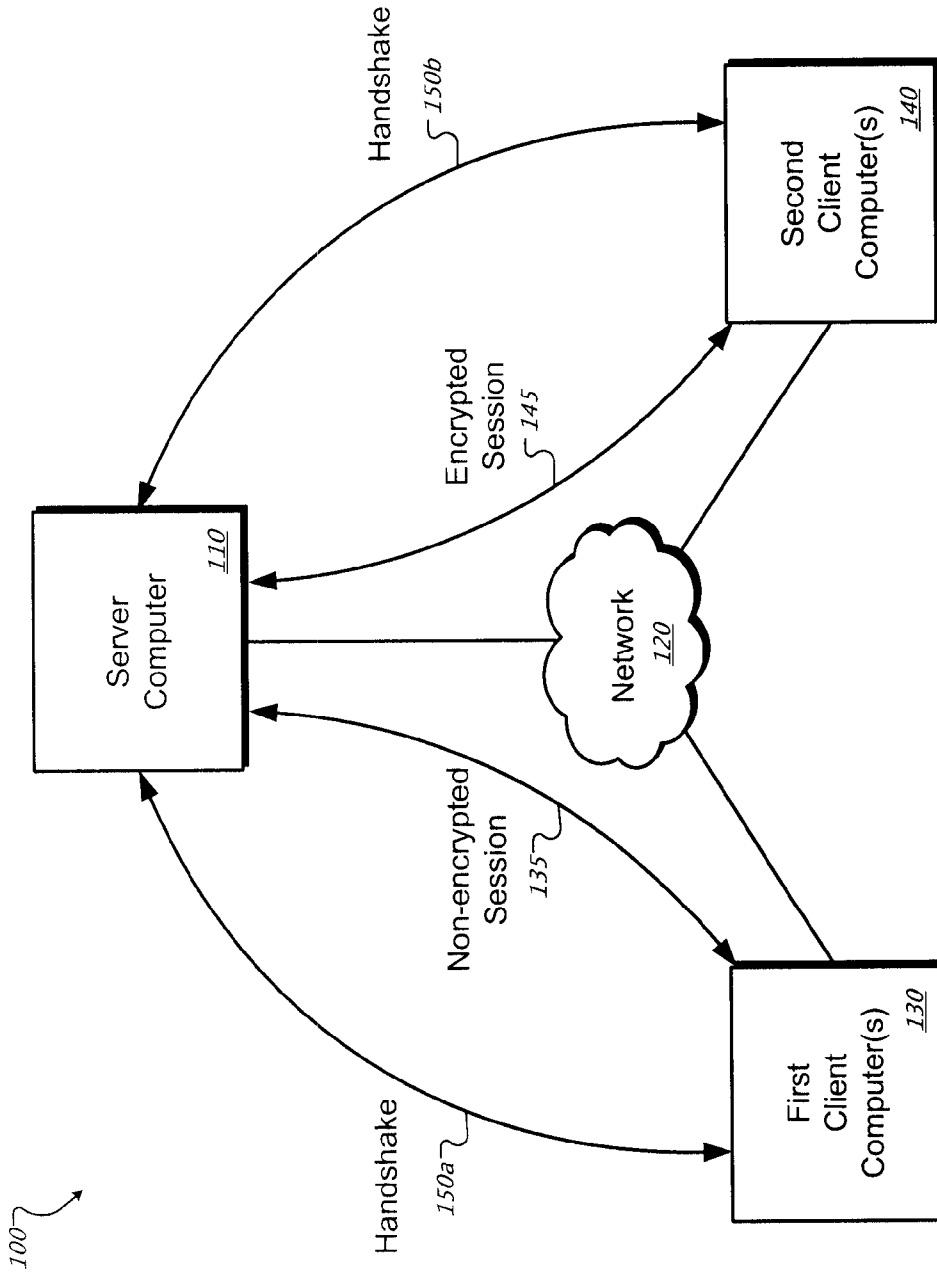 100
Server
Computer
110
Handshake
150a
Non-encrypted
Session
135
Encrypted
Session
145
Handshake
150b
Network
120
First
Client
Computer(s)
130
Second
Client
Computer(s)
140